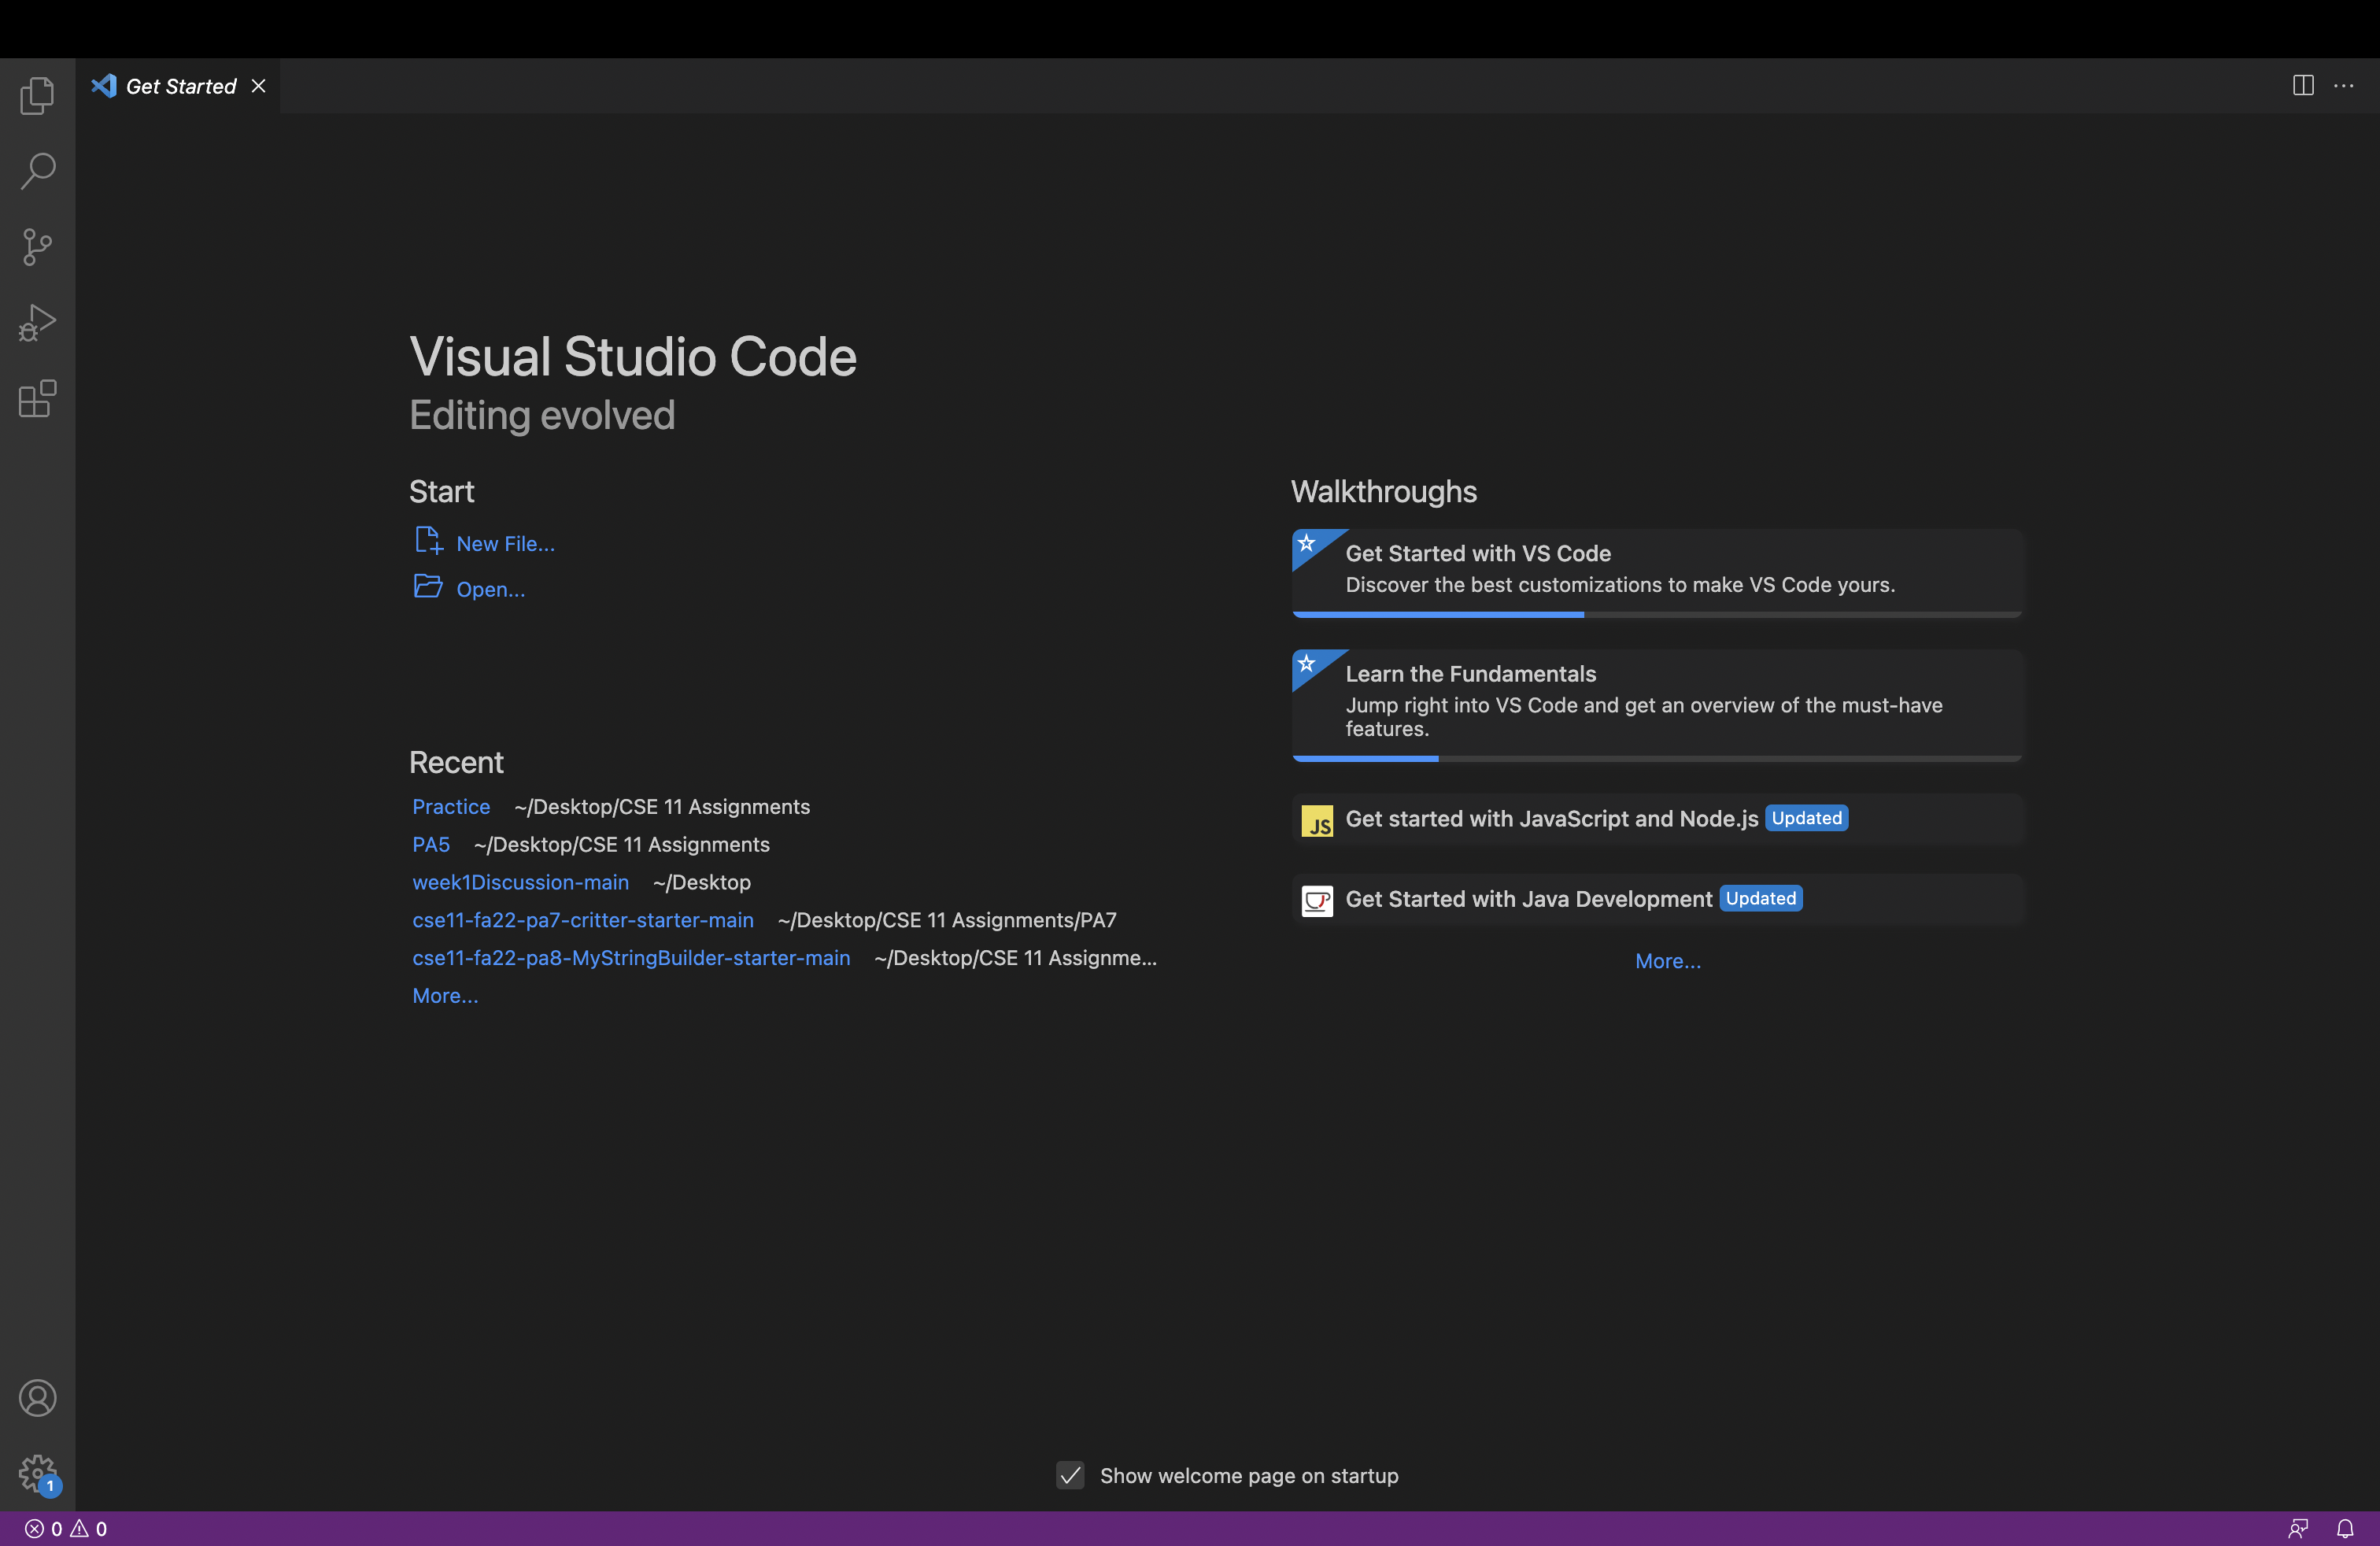 Get Started
Visual Studio Code
Editing evolved
Start
New File...
Open...
Recent
Practice ~/Desktop/CSE 11 Assignments
PA5 ~/Desktop/CSE 11 Assignments
week1Discussion-main ~/Desktop
cse11-fa22-pa7-critter-starter-main ~/Desktop/CSE 11 Assignments/PA7
cse11-fa22-pa8-MyStringBuilder-starter-main ~/Desktop/CSE 11 Assignme...
More...
Walkthroughs
Get Started with VS Code
Discover the best customizations to make VS Code yours.
Learn the Fundamentals
Jump right into VS Code and get an overview of the must-have
features.
JS Get started with JavaScript and Node.js Updated
Get Started with Java Development Updated
More...
Show welcome page on startup
1
0 0